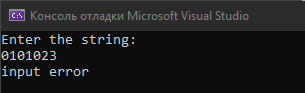 Консоль отладки Microsoft Visual Studio
Enter the string:
0101023
input error